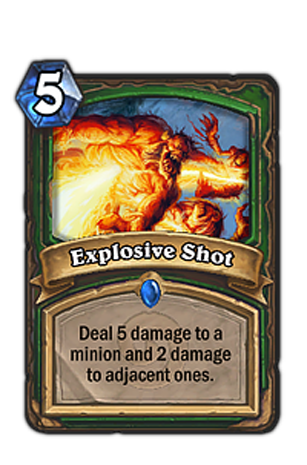 5
Explosive Shot
Deal 5 damage to a
minion and 2 damage
to adjacent ones.